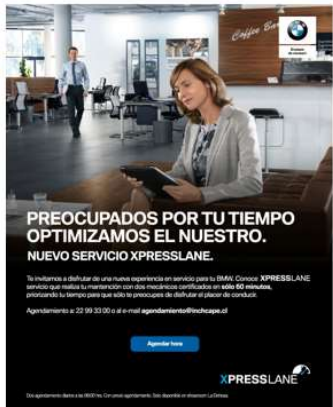 Coffee Bar
PREOCUPADOS POR TU TIEMPO
OPTIMIZAMOS EL NUESTRO.
NUEVO SERVICIO XPRESSLANE.
Te invitamos a disfrutar de una nueva experiencia en servicio para tu BMW. Conoce XPRESSLANE
servicio que realiza tu mantención con dos mecánicos certificados en sólo 60 minutos,
priorizando tu tiempo para que sólo te preocupes de disfrutar el placer de conducir.
Agendamiento a: 22 99 33 00 o al e-mail agendamiento@inchcape.cl
Agendar hora
XPRESSLANE